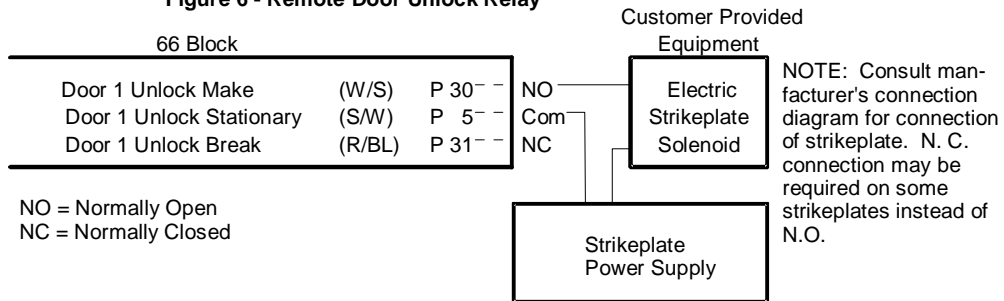 Figure 6 - Remote Door Unlock Relay
Customer Provided
Equipment
66 Block
Door 1 Unlock Make (W/S) P 30 NO
Door 1 Unlock Stationary (S/W) P 5 Com
Door 1 Unlock Break (R/BL) P 31 NC
Electric
Strikeplate
Solenoid
NOTE: Consult man-
facturer's connection
diagram for connection
of strikeplate. N. C.
connection may be
required on some
strikeplates instead of
N.O.
NO = Normally Open
NC = Normally Closed
Strikeplate
Power Supply